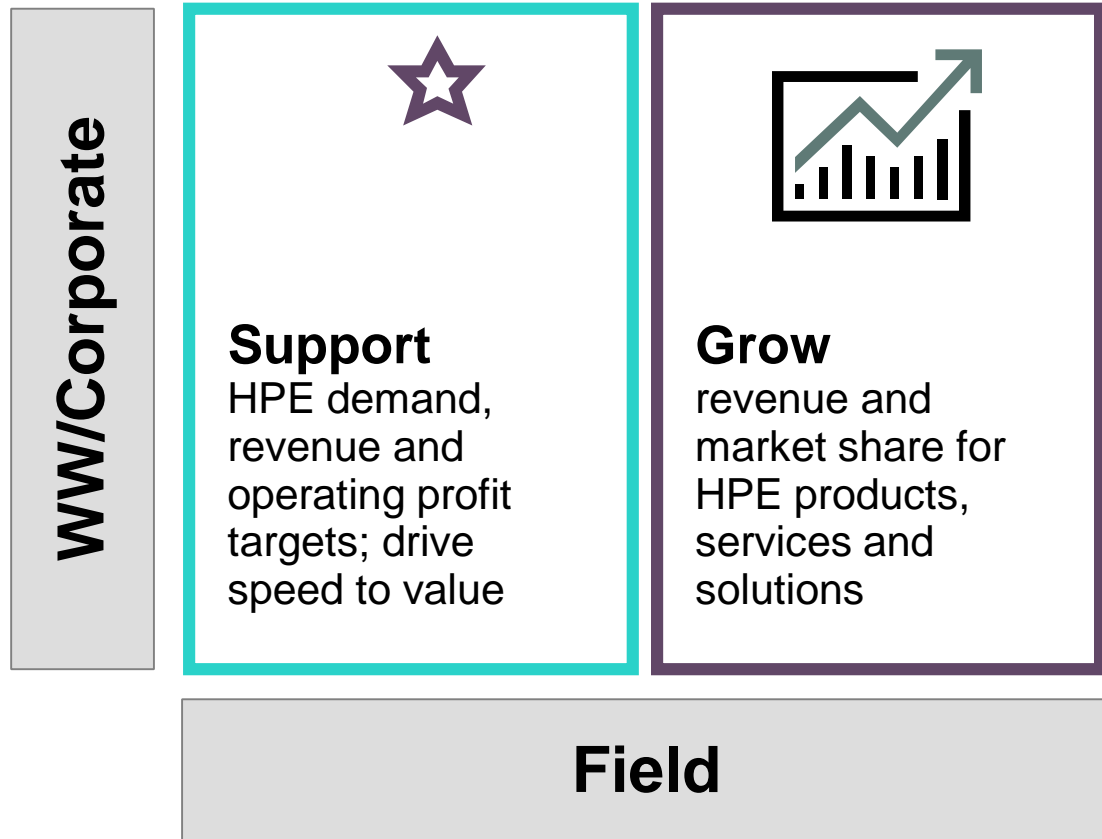 WW/Corporate
Support
HPE demand,
revenue and
operating profit
targets; drive
speed to value
Grow
revenue and
market share for
HPE products,
services and
solutions
Field